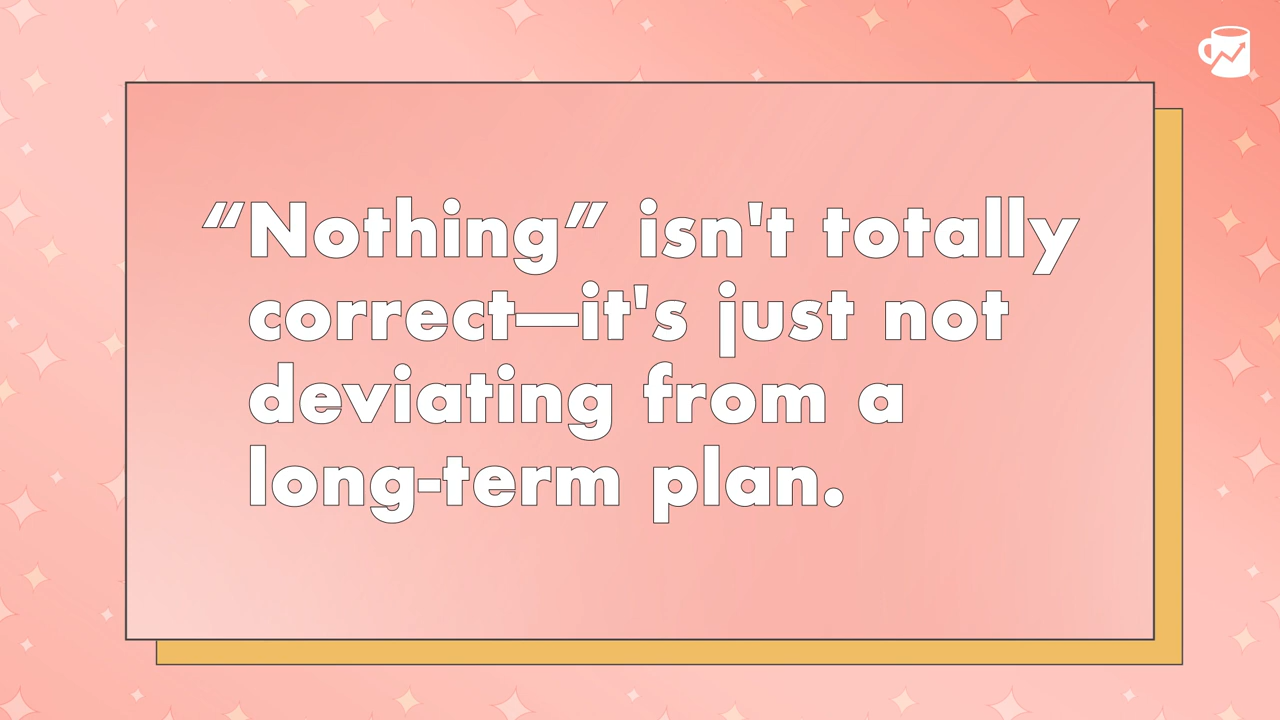 “Nothing” isn't totally
correct—it's just not
deviating from a
long-term plan.